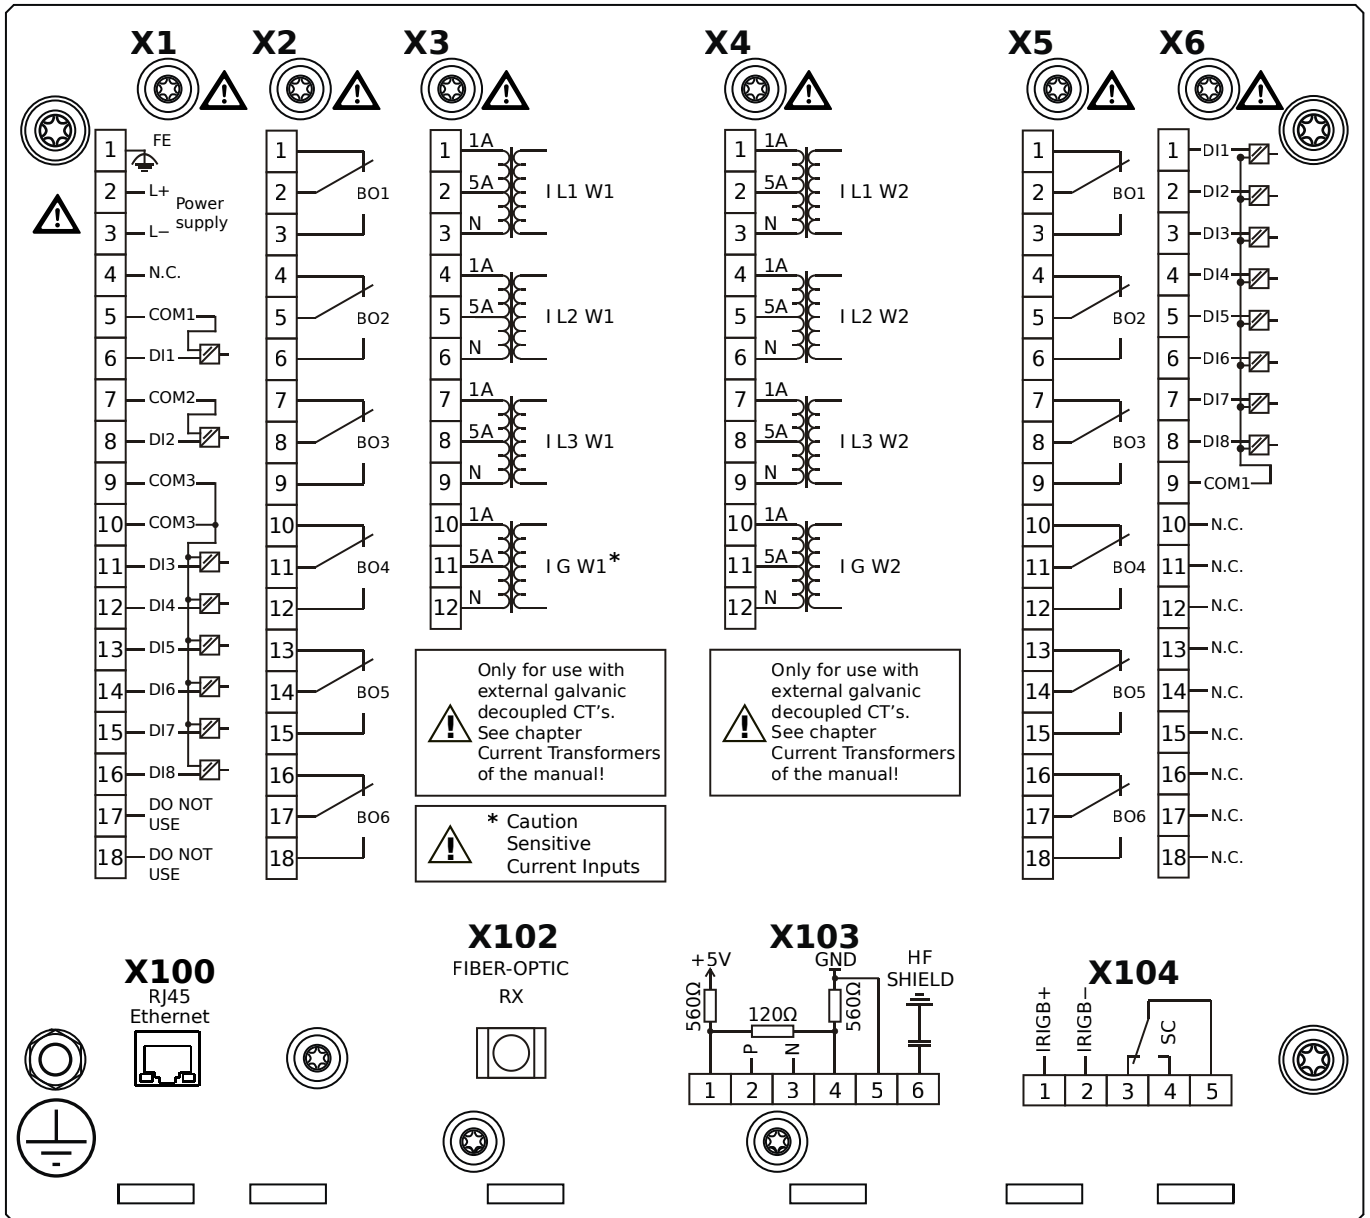 X1
X2
X3
X4
X5
X6
1 FE
2 L+ Power
supply
3 L−
4 N.C.
5 COM1
6 DI1
7 COM2
8 DI2
9 COM3
10 COM3
11 DI3
12 DI4
13 DI5
14 DI6
15 DI7
16 DI8
17 DO NOT
USE
18 DO NOT
USE
1
2 BO1
3
4
5 BO2
6
7
8 BO3
9
10
11 BO4
12
13
14 BO5
15
16
17 BO6
18
1 1A
2 5A I L1 W1
3 N
4 1A
5 5A I L2 W1
6 N
7 1A
8 5A I L3 W1
9 N
10 1A
11 5A I G W1*
12 N
Only for use with
external galvanic
decoupled CT's.
See chapter
Current Transformers
of the manual!
* Caution
Sensitive
Current Inputs
1 1A
2 5A I L1 W2
3 N
4 1A
5 5A I L2 W2
6 N
7 1A
8 5A I L3 W2
9 N
10 1A
11 5A I G W2
12 N
Only for use with
external galvanic
decoupled CT's.
See chapter
Current Transformers
of the manual!
1
2 BO1
3
4
5 BO2
6
7
8 BO3
9
10
11 BO4
12
13
14 BO5
15
16
17 BO6
18
1 DI1
2 DI2
3 DI3
4 DI4
5 DI5
6 DI6
7 DI7
8 DI8
9 COM1
10 N.C.
11 N.C.
12 N.C.
13 N.C.
14 N.C.
15 N.C.
16 N.C.
17 N.C.
18 N.C.
X100
RJ45
Ethernet
X102
FIBER-OPTIC
RX
X103
+5V
GND
HF
SHIELD
560Ω
120Ω
560Ω
P
N
1 2 3 4 5 6
X104
IRIGB+
IRIGB−
SC
1 2 3 4 5